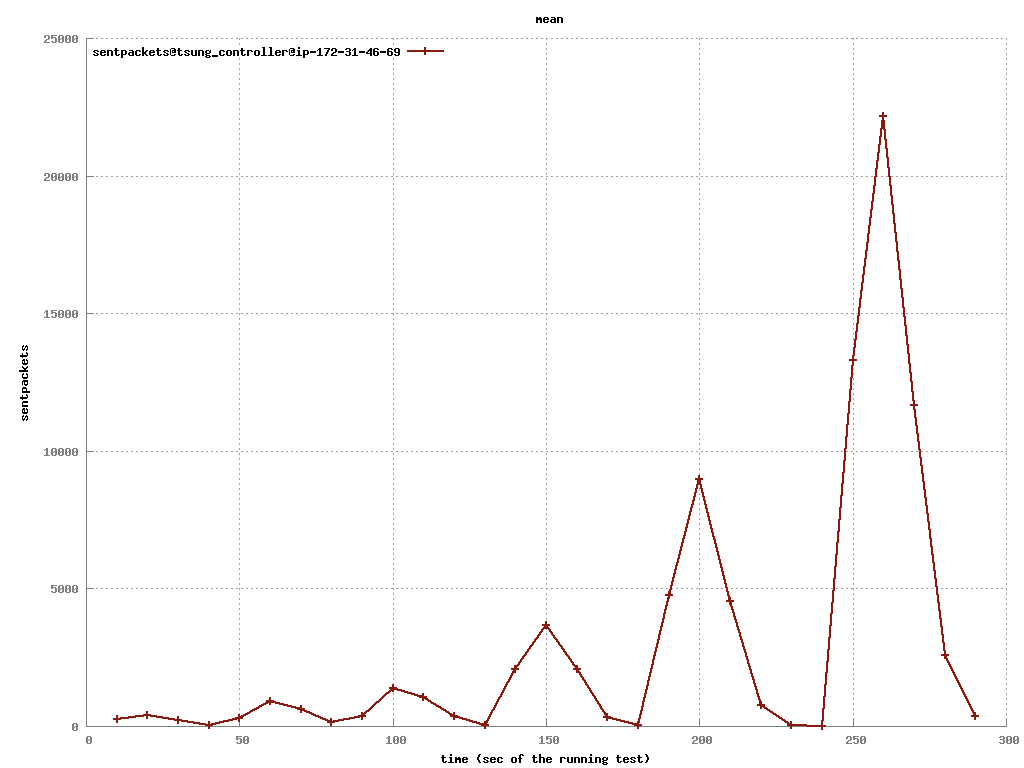 mean
25000
sentpackets@tsung_controller@ip-172-31-46-69
20000
15000
sentpackets
10000
5000
0
0 50 100 150 200 250 300
time (sec of the running test)